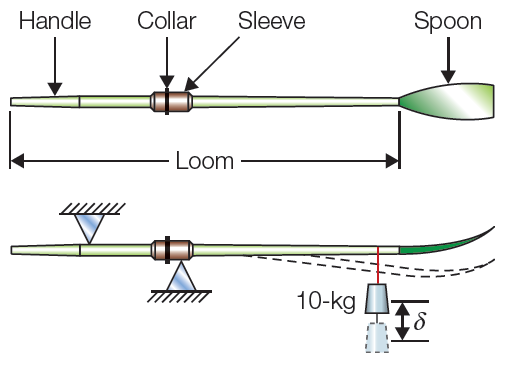 Handle Collar Sleeve Spoon
Loom
10-kg
δ